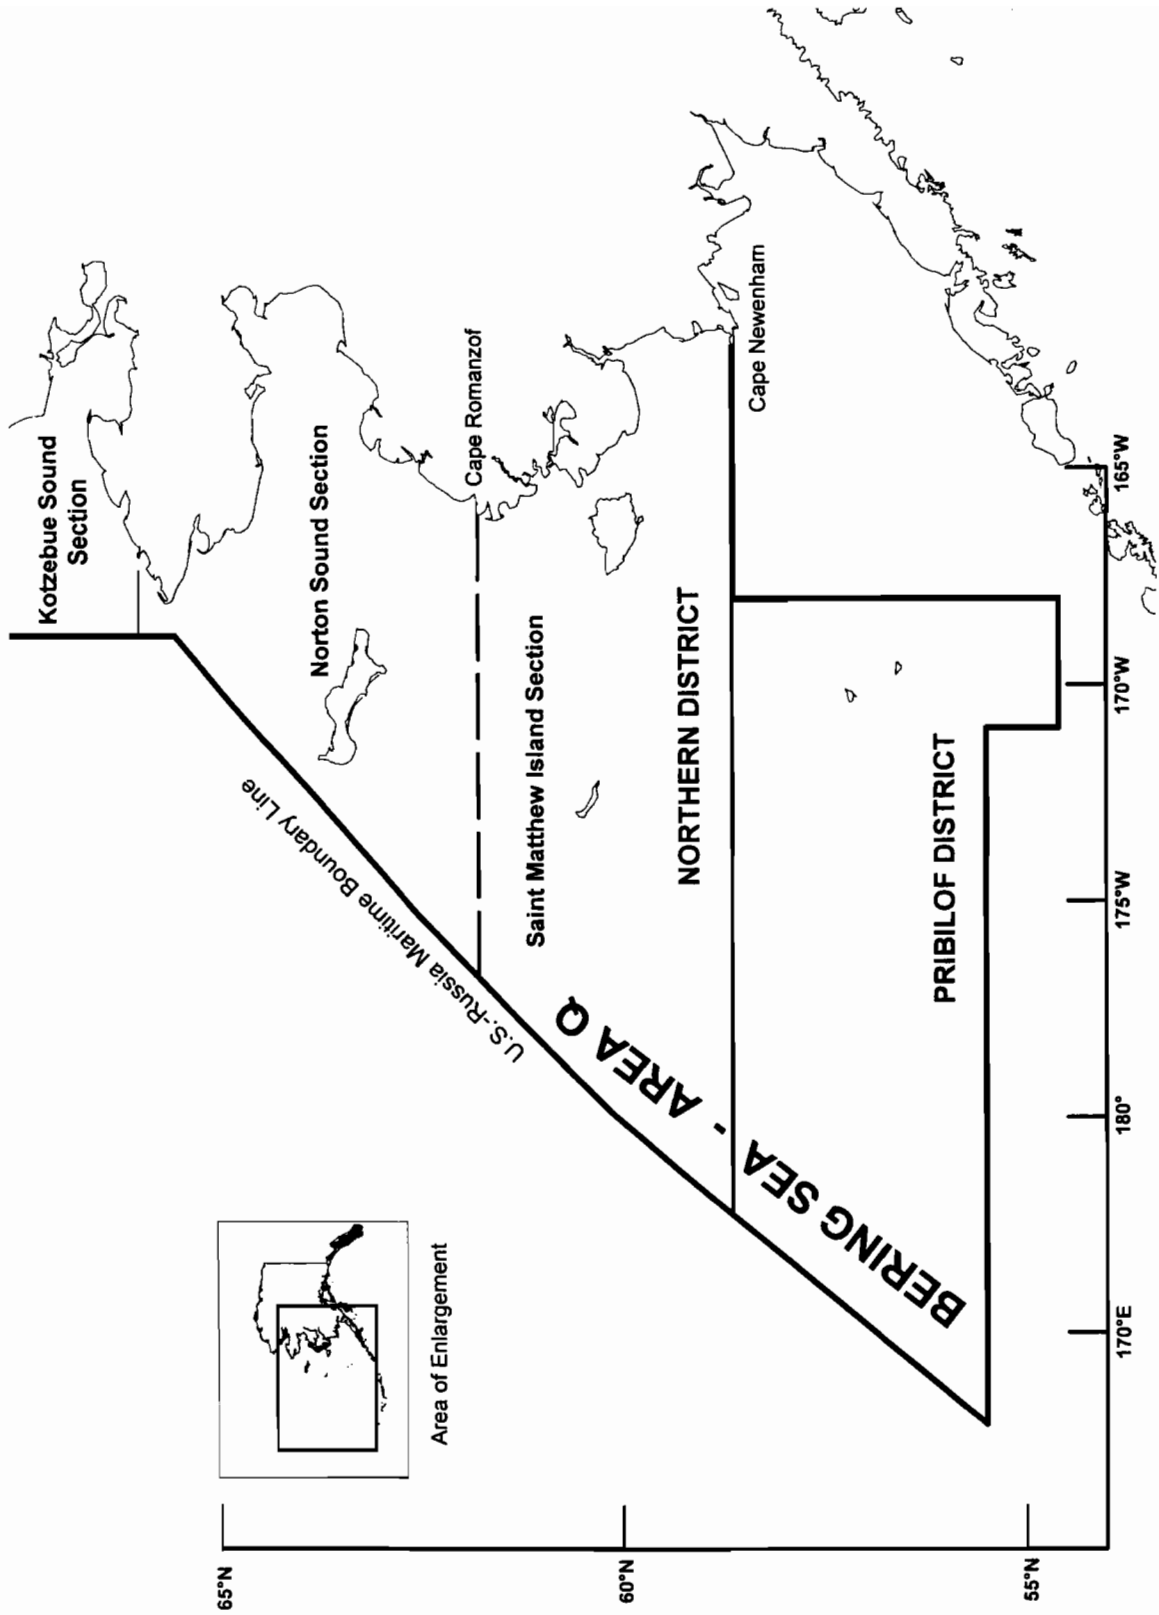 Kotzebue Sound
Section
Norton Sound Section
Cape Romanzof
Saint Matthew Island Section
U.S.-Russia Maritime Boundary Line
NORTHERN DISTRICT
Cape Newenham
BERING SEA - AREA Q
PRIBILOF DISTRICT
Area of Enlargement
65°N
60°N
55°N
170°E
180°
175°W
170°W
165°W